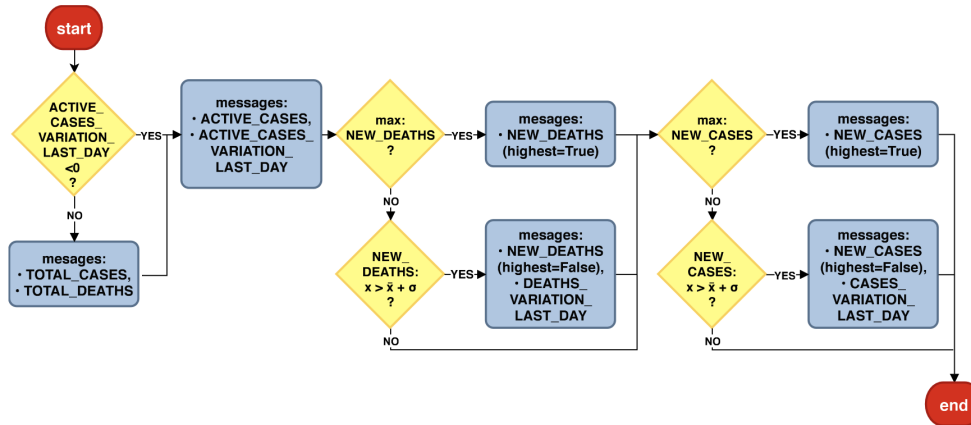 start
ACTIVE_
CASES_
VARIATION_
LAST_DAY
<0
?
YES
NO
messages:
• TOTAL_CASES,
• TOTAL_DEATHS
messages:
• ACTIVE_CASES,
• ACTIVE_CASES_
VARIATION_
LAST_DAY
max:
NEW_DEATHS
?
YES
NO
messages:
• NEW_DEATHS
(highest=True)
NEW_
DEATHS:
x > x̄ + σ
?
YES
NO
messages:
• NEW_DEATHS
(highest=False),
• DEATHS_
VARIATION_
LAST_DAY
max:
NEW_CASES
?
YES
NO
messages:
• NEW_CASES
(highest=True)
NEW_
CASES:
x > x̄ + σ
?
YES
NO
messages:
• NEW_CASES
(highest=False),
• CASES_
VARIATION_
LAST_DAY
end